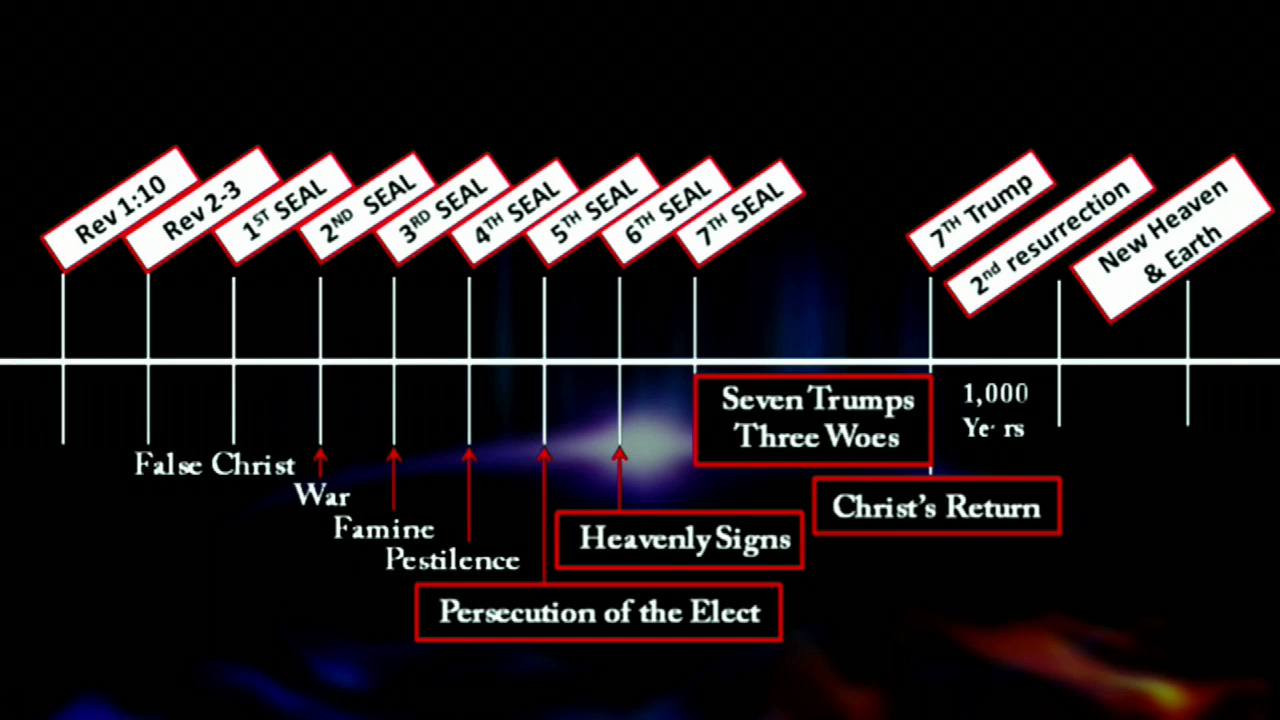 Rev 1:10
Rev 2-3
1ST SEAL
2ND SEAL
3RD SEAL
4TH SEAL
5TH SEAL
6TH SEAL
7TH SEAL
7TH Trump
2nd resurrection
New Heaven
& Earth
Seven Trumps
Three Woes
1,000
Ye rs
False Christ
War
Famine
Pestilence
Heavenly Signs
Christ's Return
Persecution of the Elect